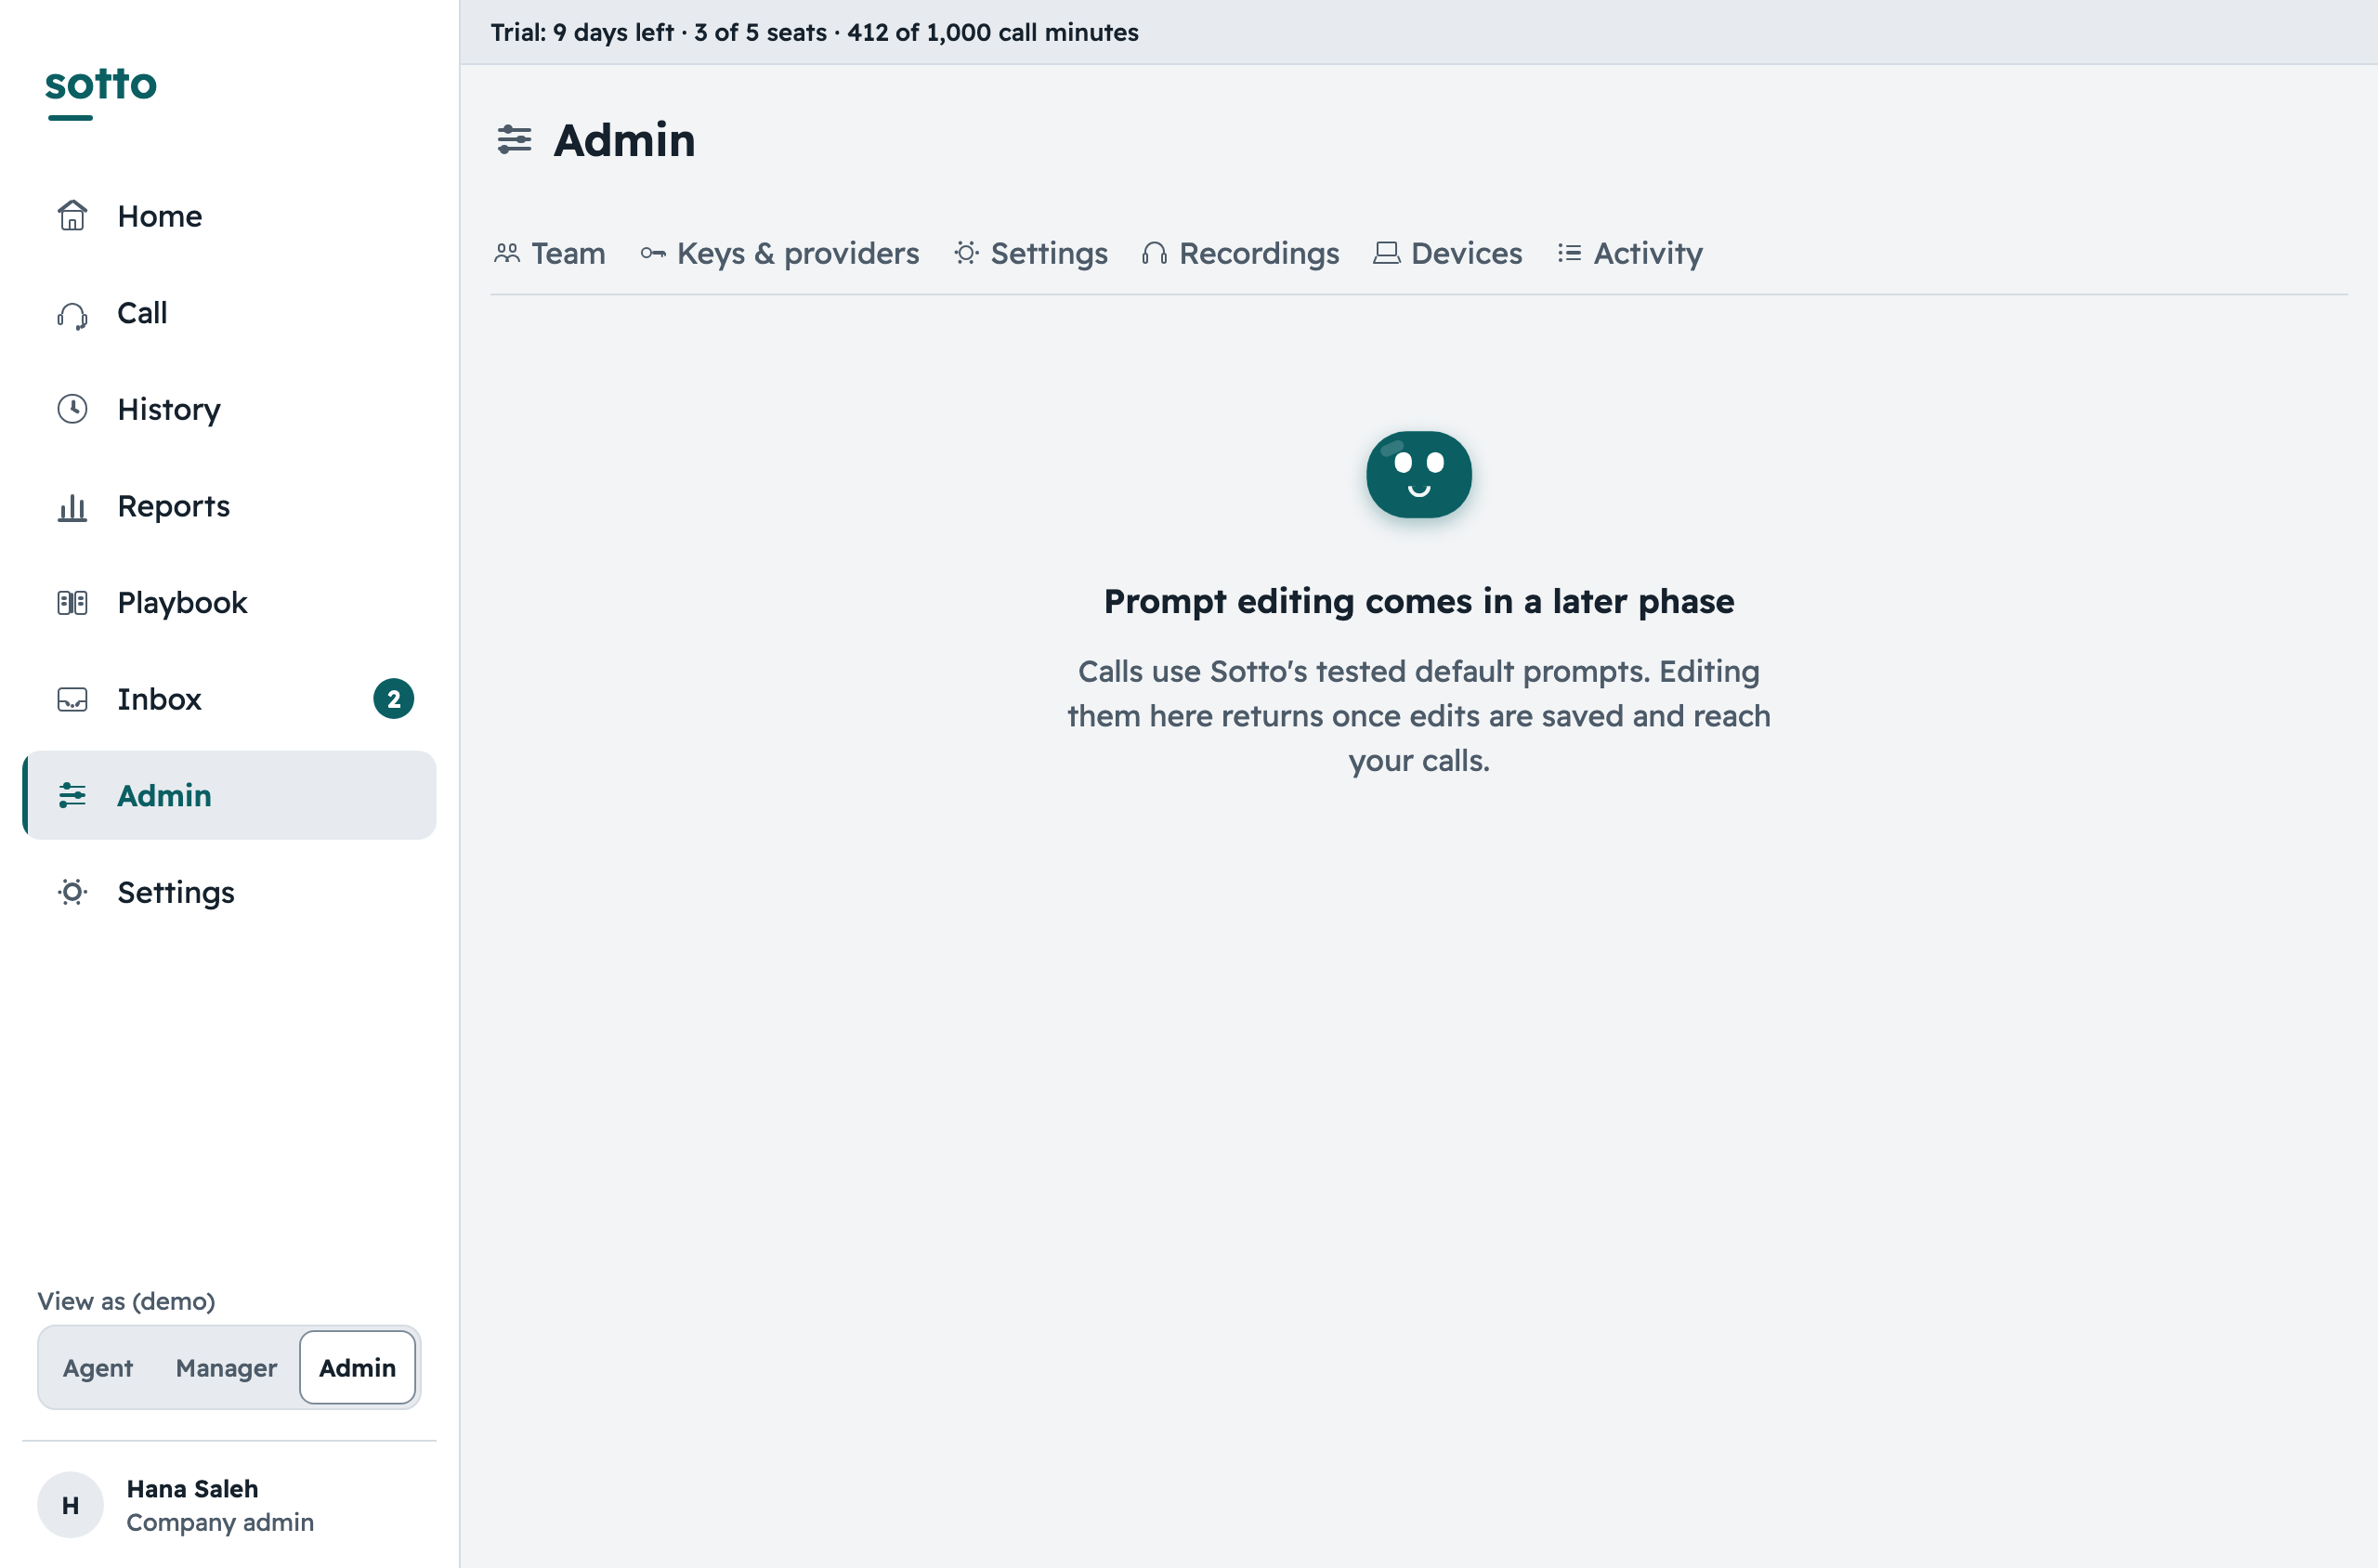 sotto
Home
Call
History
Reports
Playbook
Inbox 2
Admin
Settings
View as (demo)
Agent Manager Admin
H
Hana Saleh
Company admin
Trial: 9 days left · 3 of 5 seats · 412 of 1,000 call minutes
Admin
Team Keys & providers Settings Recordings Devices Activity
Prompt editing comes in a later phase
Calls use Sotto's tested default prompts. Editing
them here returns once edits are saved and reach
your calls.